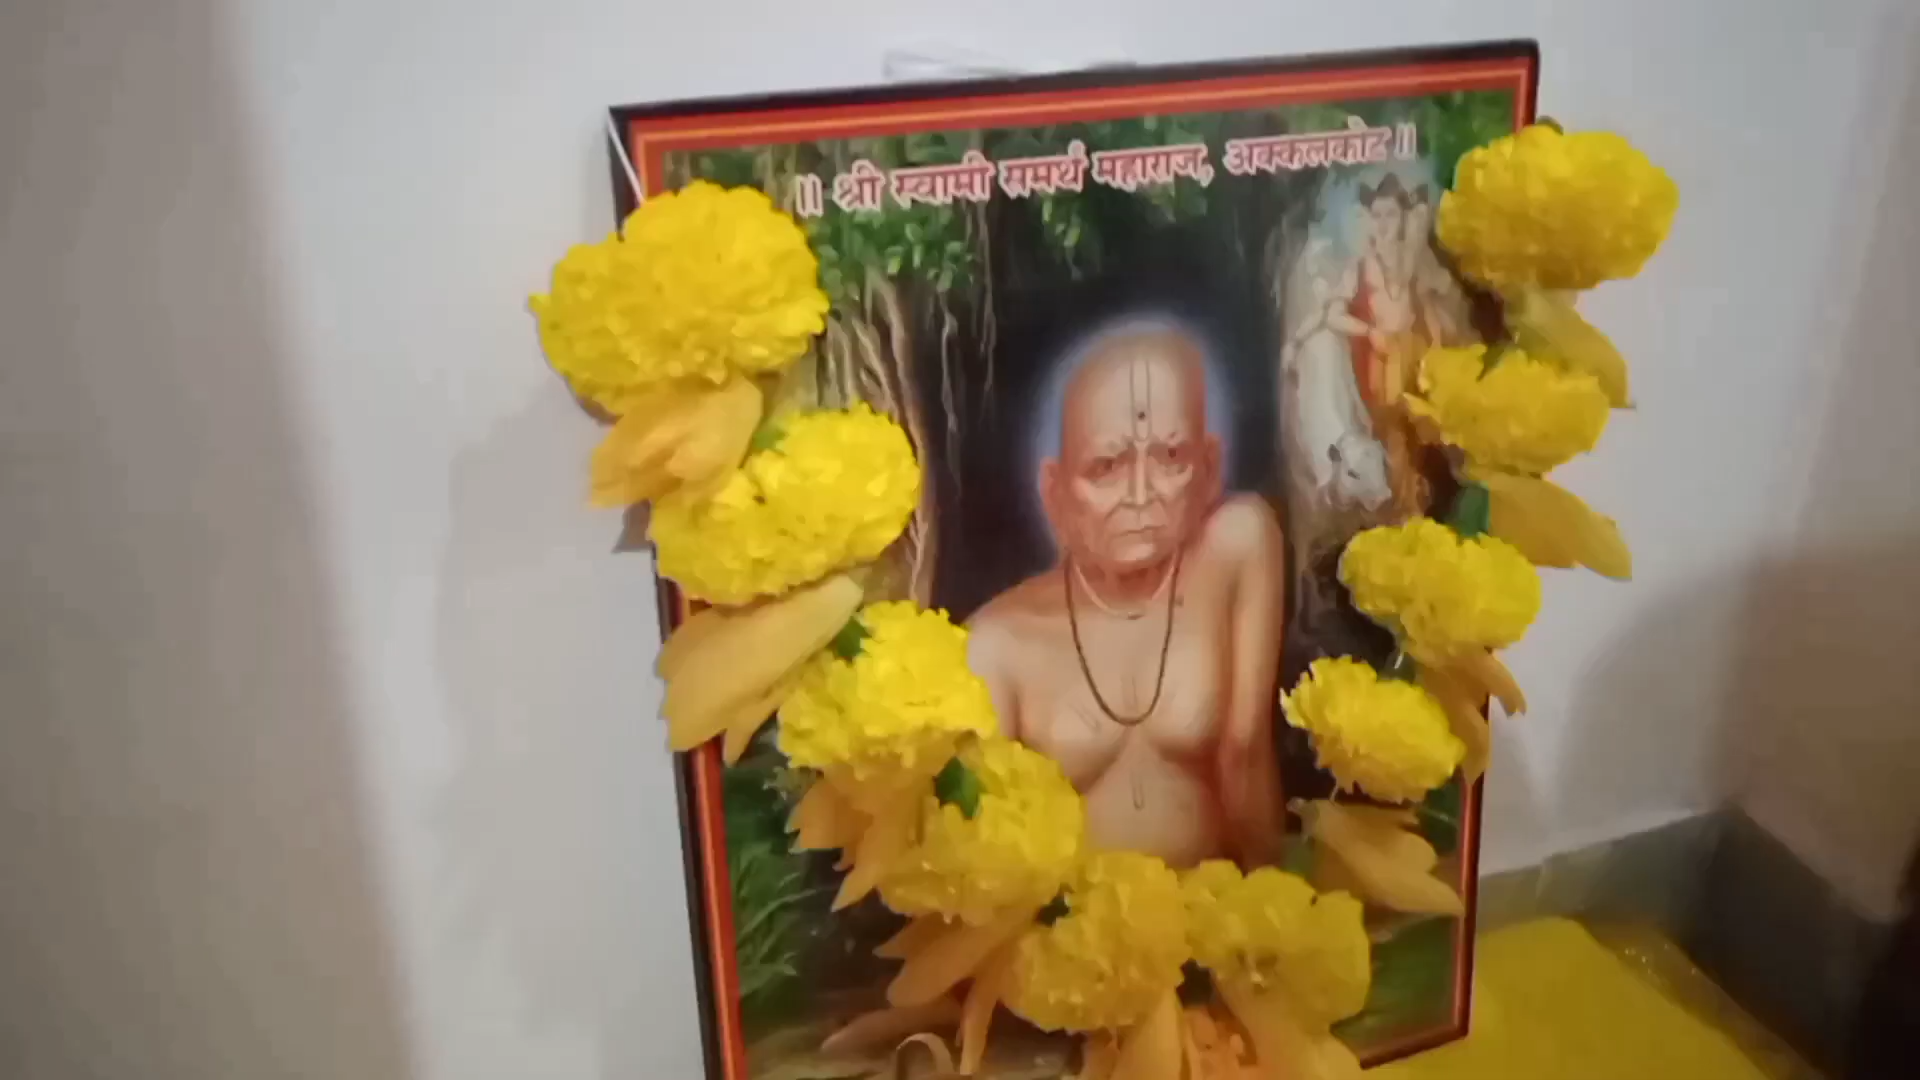 ॥ श्री स्वामी समर्थ महाराज, अक्कलकोट ॥